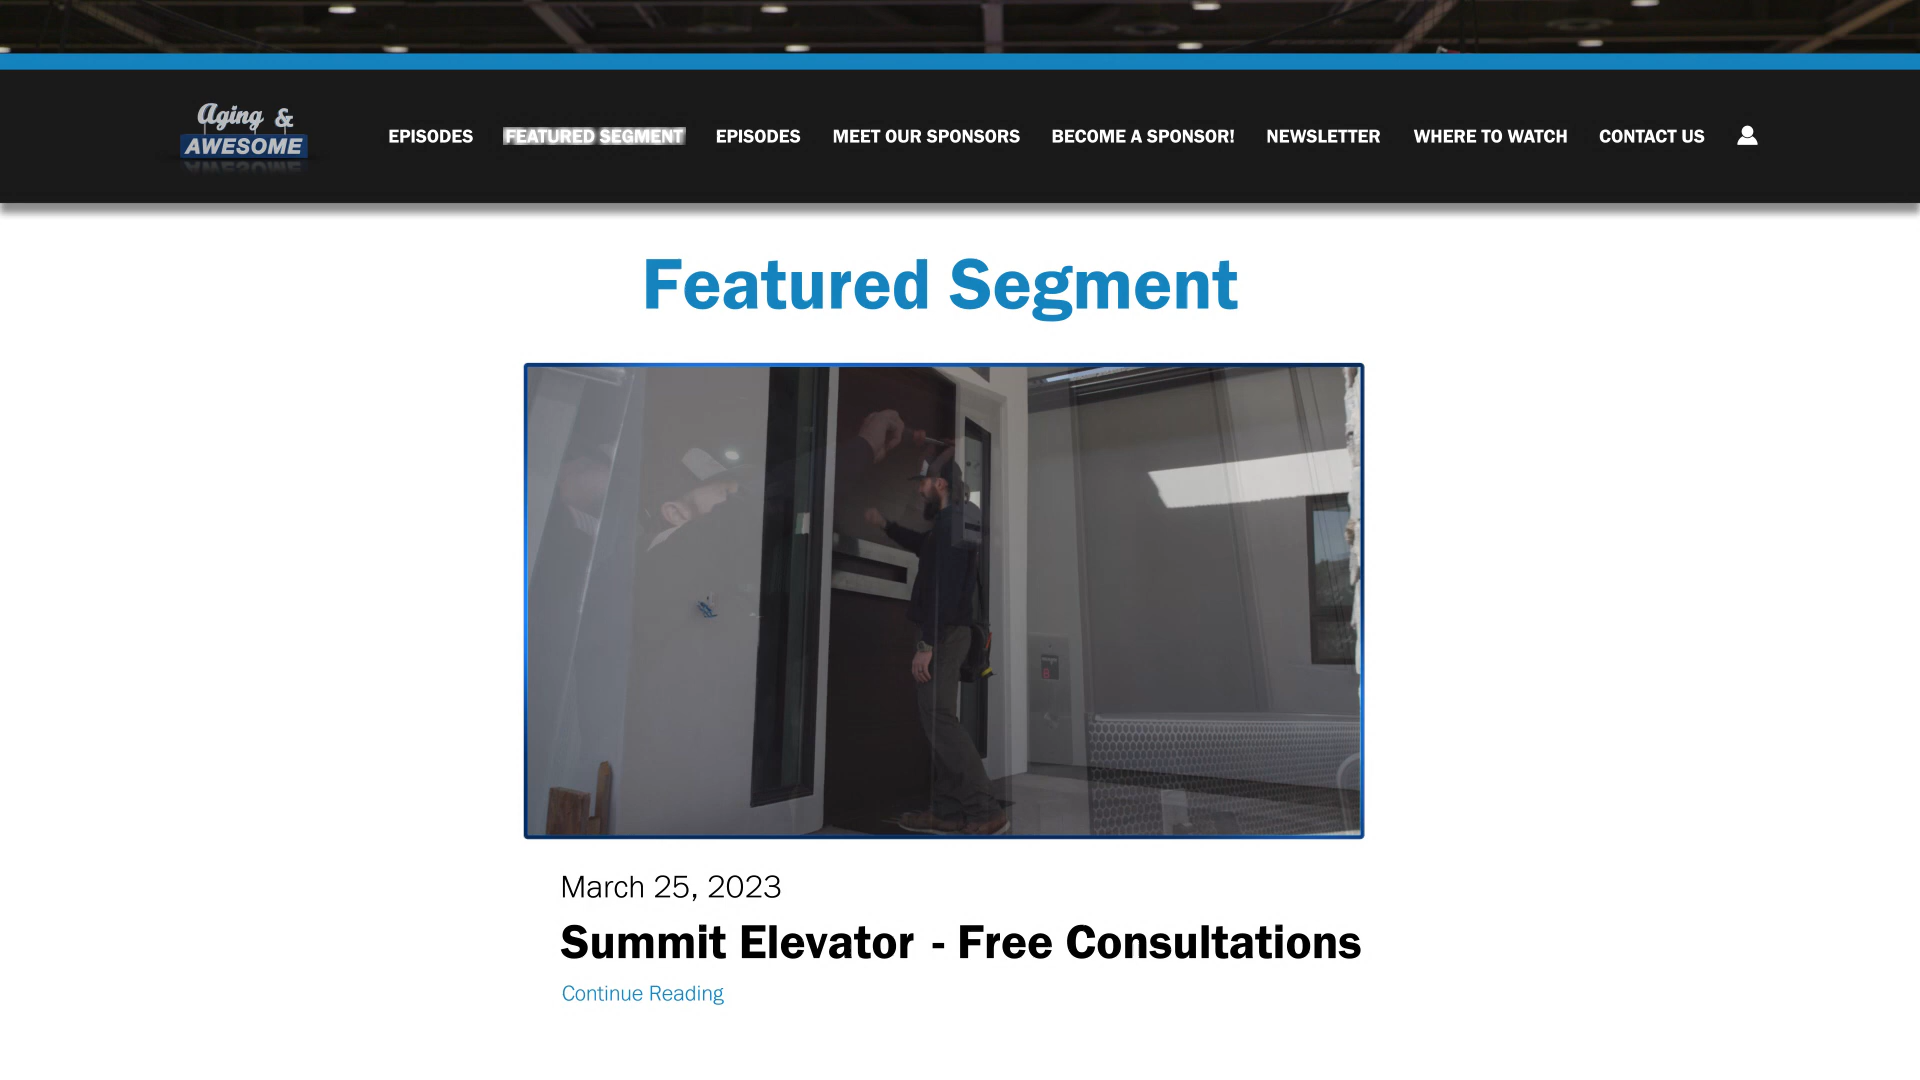 Aging &
AWESOME
EPISODES
FEATURED SEGMENT
EPISODES
MEET OUR SPONSORS
BECOME A SPONSOR!
NEWSLETTER
WHERE TO WATCH
CONTACT US
Featured Segment
March 25, 2023
Summit Elevator - Free Consultations
Continue Reading